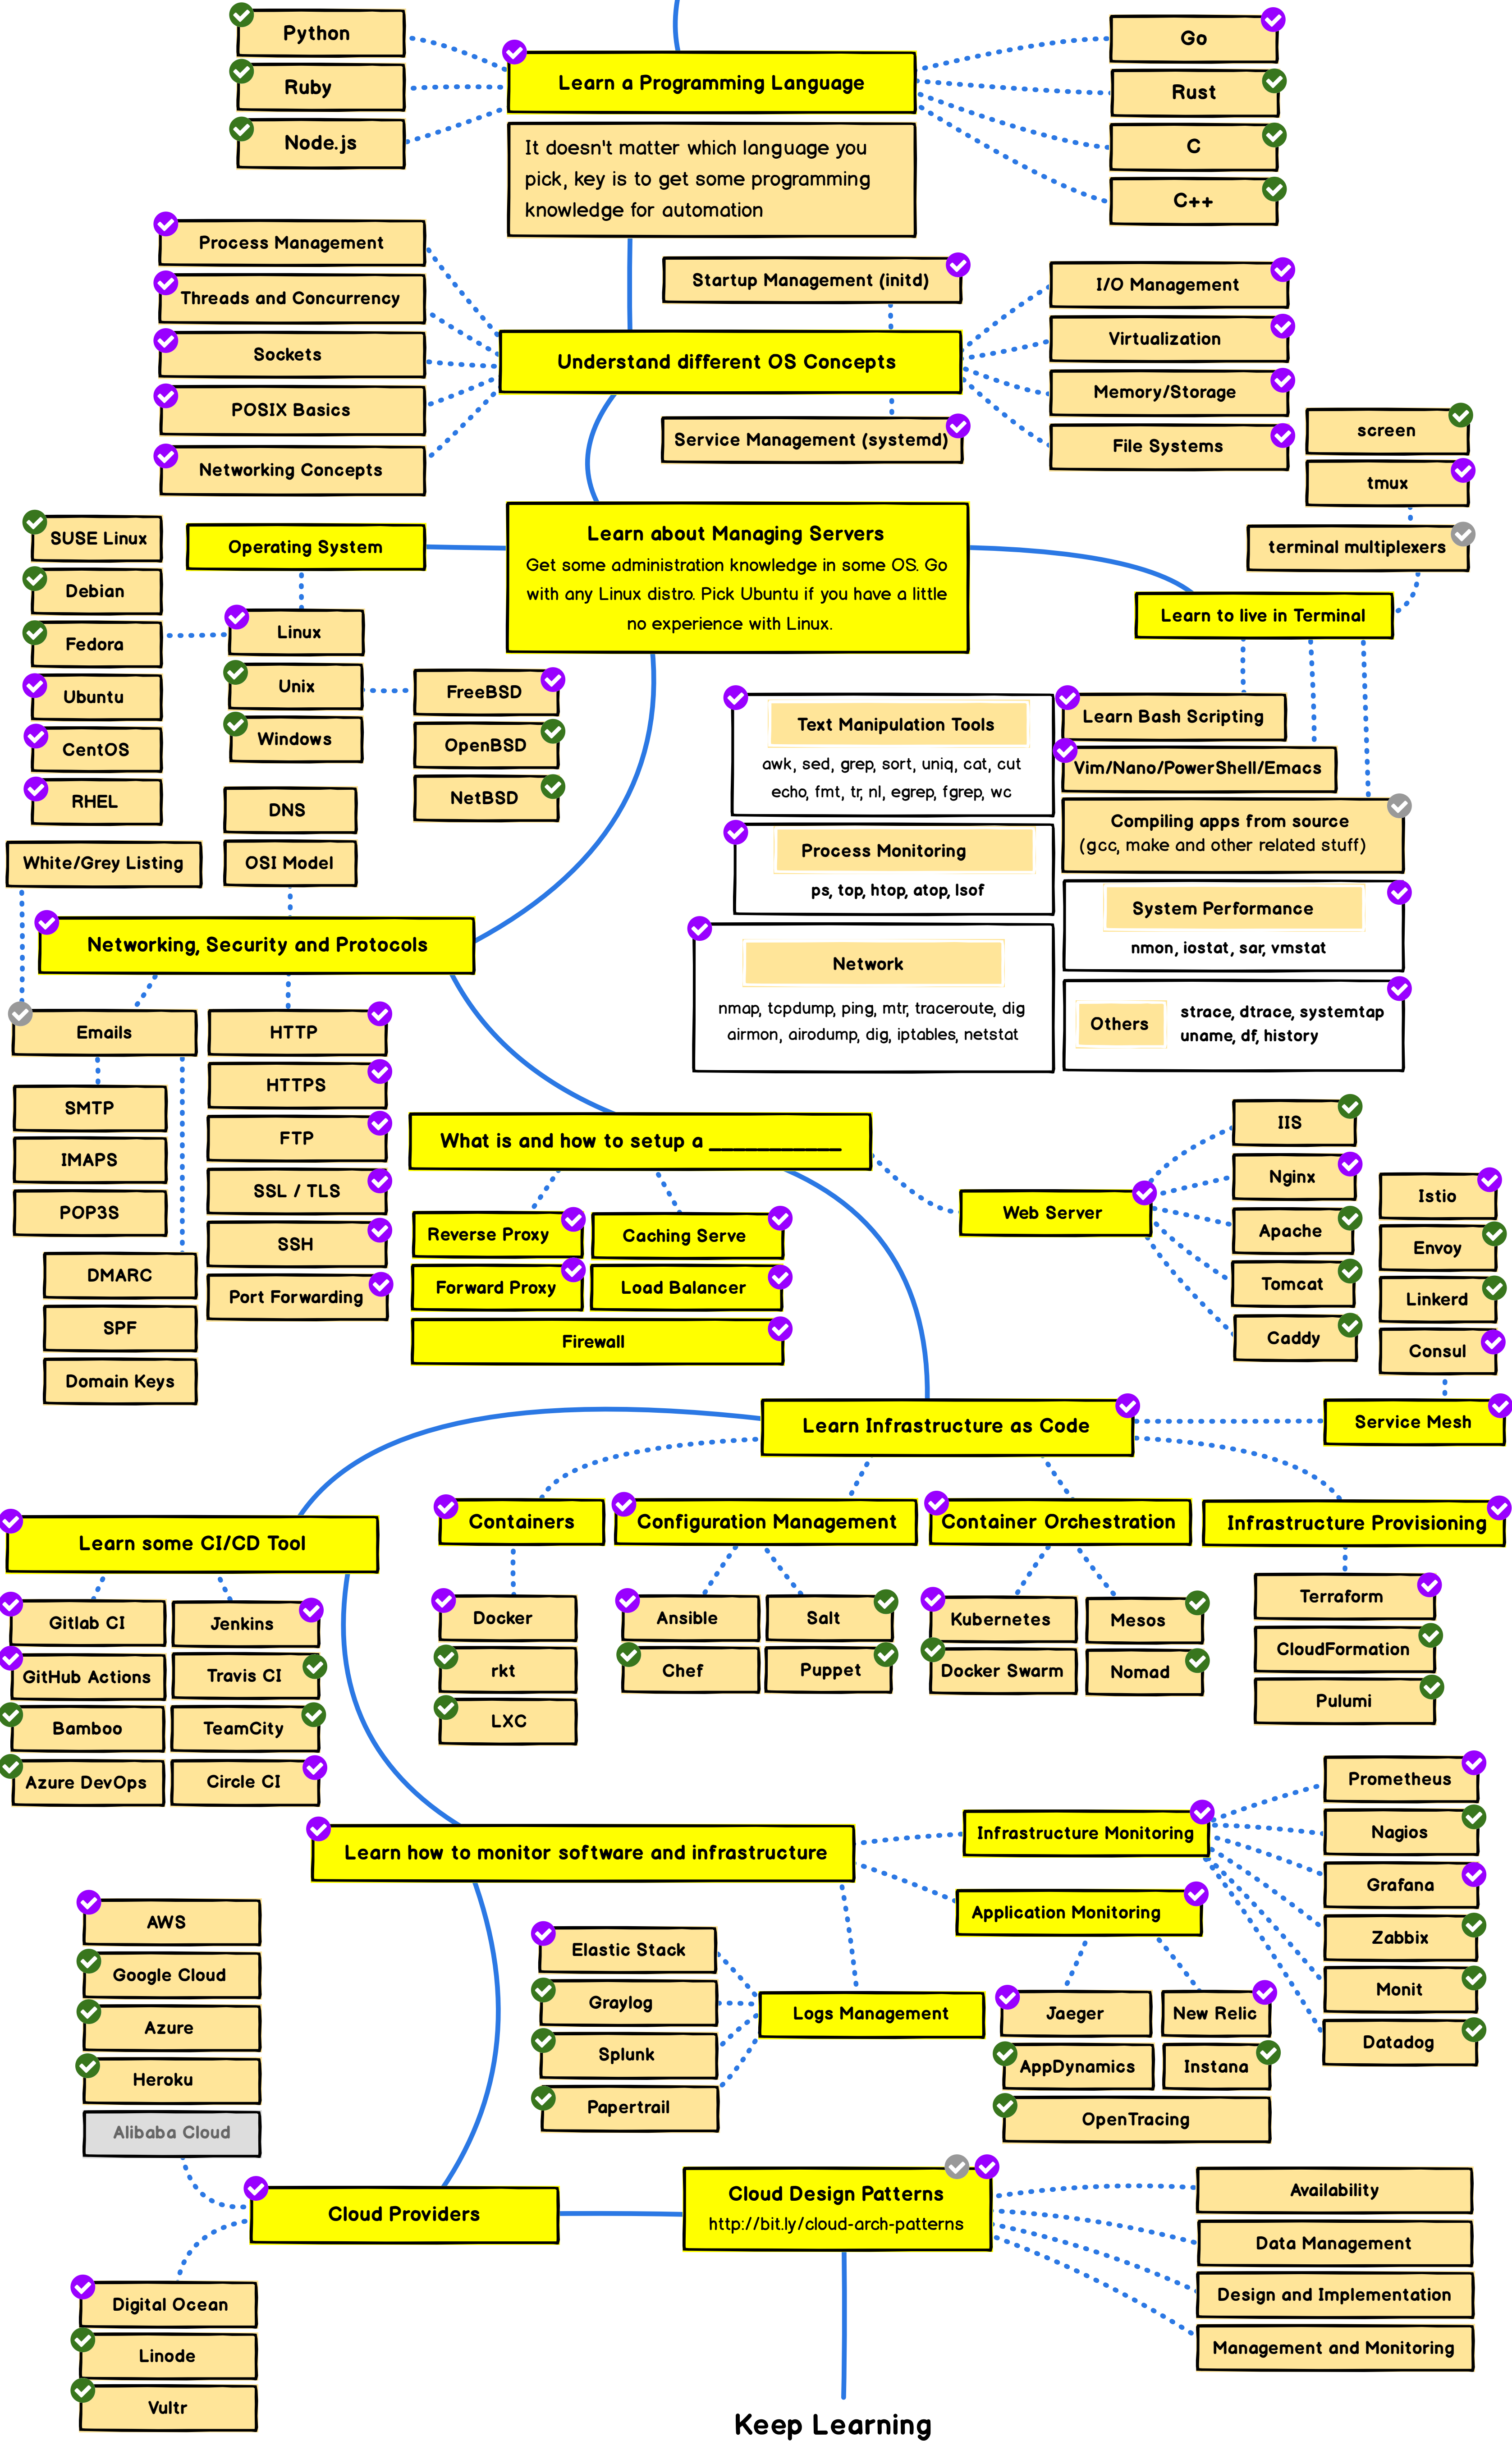 Python
Ruby
Node.js
Learn a Programming Language
It doesn't matter which language you
pick, key is to get some programming
knowledge for automation
Go
Rust
C
C++
Process Management
Threads and Concurrency
Sockets
POSIX Basics
Networking Concepts
Startup Management (initd)
Understand different OS Concepts
Service Management (systemd)
I/O Management
Virtualization
Memory/Storage
File Systems
screen
tmux
terminal multiplexers
Learn to live in Terminal
Learn about Managing Servers
Get some administration knowledge in some OS. Go
with any Linux distro. Pick Ubuntu if you have a little
no experience with Linux.
Operating System
SUSE Linux
Debian
Fedora
Ubuntu
CentOS
RHEL
Linux
Unix
Windows
FreeBSD
OpenBSD
NetBSD
DNS
OSI Model
White/Grey Listing
Text Manipulation Tools
awk, sed, grep, sort, uniq, cat, cut
echo, fmt, tr, nl, egrep, fgrep, wc
Process Monitoring
ps, top, htop, atop, lsof
Network
nmap, tcpdump, ping, mtr, traceroute, dig
airmon, airodump, dig, iptables, netstat
Learn Bash Scripting
Vim/Nano/PowerShell/Emacs
Compiling apps from source
(gcc, make and other related stuff)
System Performance
nmon, iostat, sar, vmstat
Others
strace, dtrace, systemtap
uname, df, history
Networking, Security and Protocols
Emails
SMTP
IMAPS
POP3S
DMARC
SPF
Domain Keys
HTTP
HTTPS
FTP
SSL / TLS
SSH
Port Forwarding
What is and how to setup a ______________
Reverse Proxy
Caching Serve
Forward Proxy
Load Balancer
Firewall
Web Server
IIS
Nginx
Apache
Tomcat
Caddy
Istio
Envoy
Linkerd
Consul
Service Mesh
Learn Infrastructure as Code
Containers
Docker
rkt
LXC
Configuration Management
Ansible
Salt
Chef
Puppet
Container Orchestration
Kubernetes
Mesos
Docker Swarm
Nomad
Infrastructure Provisioning
Terraform
CloudFormation
Pulumi
Learn some CI/CD Tool
Gitlab CI
Jenkins
GitHub Actions
Travis CI
Bamboo
TeamCity
Azure DevOps
Circle CI
Learn how to monitor software and infrastructure
Infrastructure Monitoring
Prometheus
Nagios
Grafana
Zabbix
Monit
Datadog
Application Monitoring
Jaeger
New Relic
AppDynamics
Instana
OpenTracing
Logs Management
Elastic Stack
Graylog
Splunk
Papertrail
AWS
Google Cloud
Azure
Heroku
Alibaba Cloud
Cloud Providers
Digital Ocean
Linode
Vultr
Cloud Design Patterns
http://bit.ly/cloud-arch-patterns
Availability
Data Management
Design and Implementation
Management and Monitoring
Keep Learning